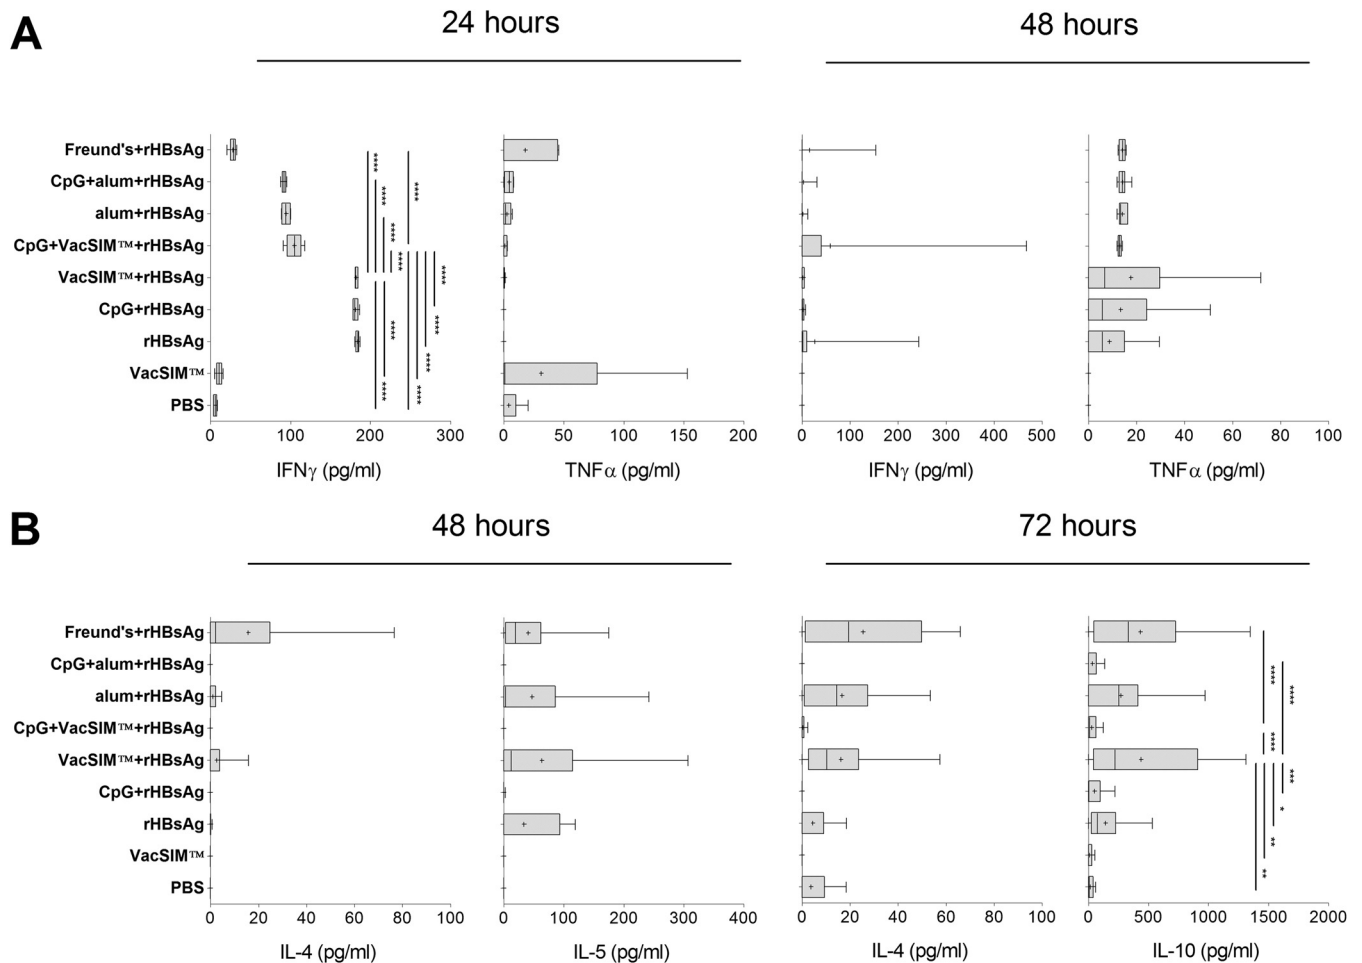 A
24 hours
48 hours
Freund's+rHBsAg
CpG+alum+rHBsAg
alum+rHBsAg
CpG+VacSIM™+rHBsAg
VacSIM™+rHBsAg
CpG+rHBsAg
rHBsAg
VacSIM™
PBS
**** **** **** **** **** **** **** **** **** **** ****
0 100 200 300
0 50 100 150 200
0 100 200 300 400 500
0 20 40 60 80 100
IFNγ (pg/ml)
TNFα (pg/ml)
IFNγ (pg/ml)
TNFα (pg/ml)
B
48 hours
72 hours
Freund's+rHBsAg
CpG+alum+rHBsAg
alum+rHBsAg
CpG+VacSIM™+rHBsAg
VacSIM™+rHBsAg
CpG+rHBsAg
rHBsAg
VacSIM™
PBS
**** **** **** *** * ** **
0 20 40 60 80 100
0 100 200 300 400
0 20 40 60 80 100
0 500 1000 1500 2000
IL-4 (pg/ml)
IL-5 (pg/ml)
IL-4 (pg/ml)
IL-10 (pg/ml)